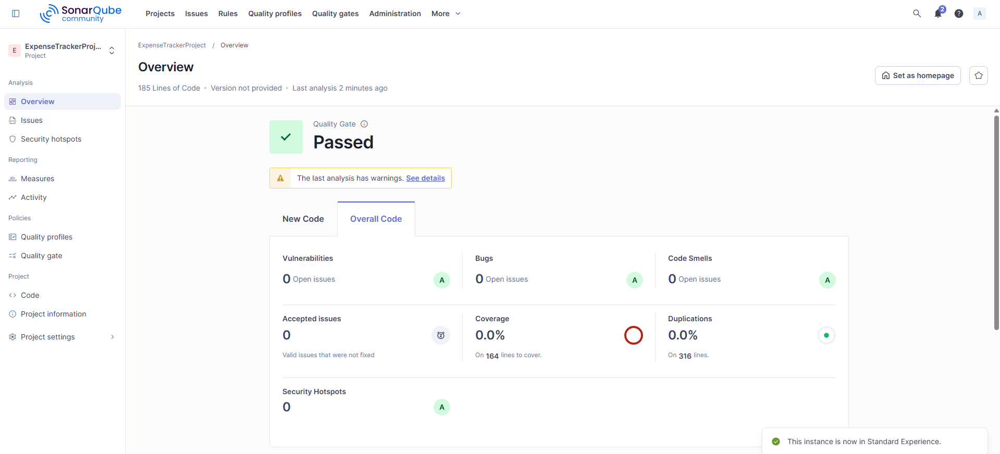 SonarQube community
Projects Issues Rules Quality profiles Quality gates Administration More
2
?
A
E
ExpenseTrackerProj...
Project
Analysis
Overview
Issues
Security hotspots
Reporting
Measures
Activity
Policies
Quality profiles
Quality gate
Project
Code
Project information
Project settings
ExpenseTrackerProject / Overview
Overview
185 Lines of Code • Version not provided • Last analysis 2 minutes ago
Set as homepage
Quality Gate
Passed
The last analysis has warnings. See details
New Code
Overall Code
Vulnerabilities
0 Open issues
A
Bugs
0 Open issues
A
Code Smells
0 Open issues
A
Accepted issues
0
Valid issues that were not fixed
Coverage
0.0%
On 164 lines to cover.
Duplications
0.0%
On 316 lines.
Security Hotspots
0
A
This instance is now in Standard Experience.